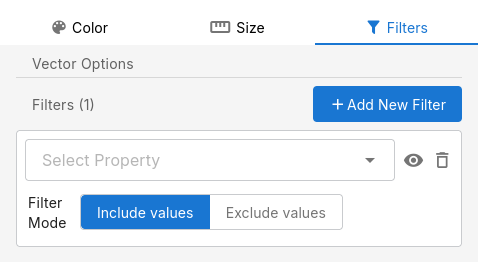 Color Size Filters
Vector Options
Filters (1) +Add New Filter
Select Property
Filter Mode Include values Exclude values